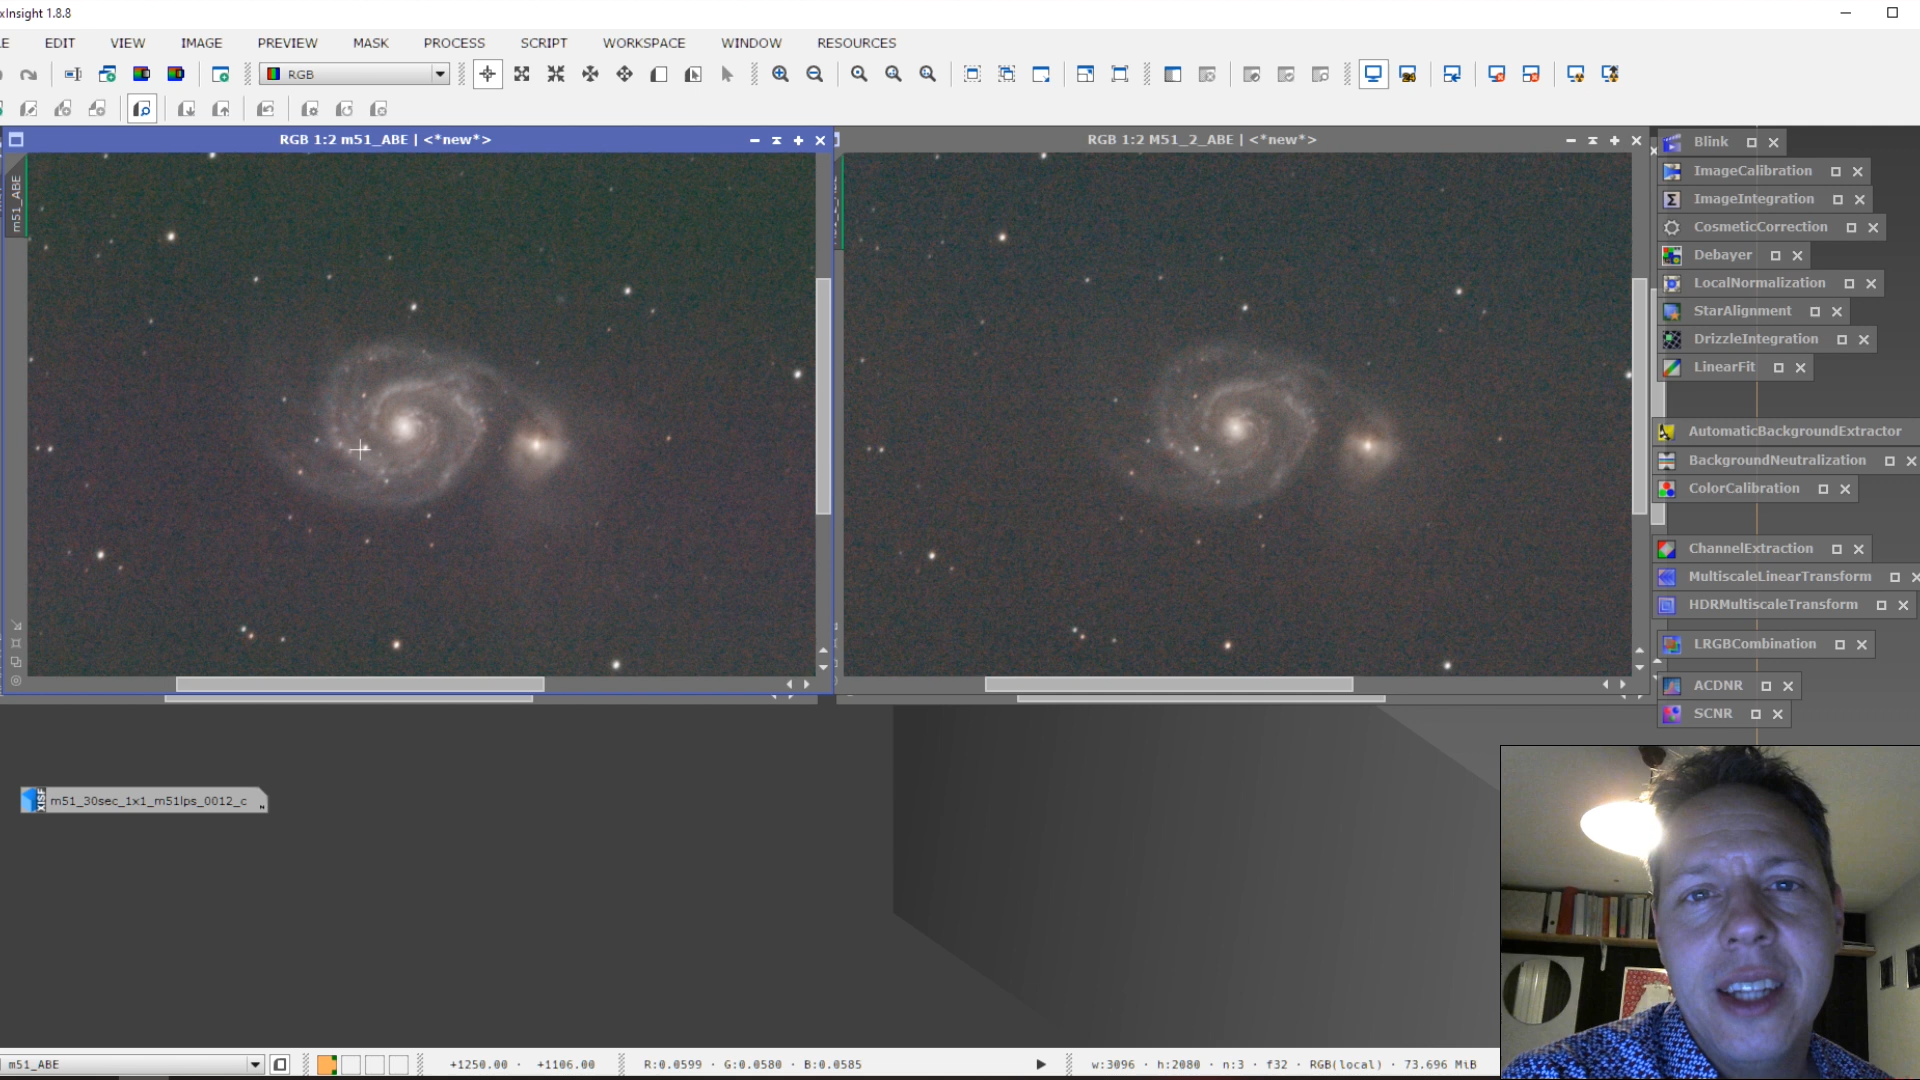 xInsight 1.8.8
E EDIT VIEW IMAGE PREVIEW MASK PROCESS SCRIPT WORKSPACE WINDOW RESOURCES
RGB
RGB 1:2 m51_ABE | <*new*>
RGB 1:2 M51_2_ABE | <*new*>
m51_ABE
Blink
ImageCalibration
ImageIntegration
CosmeticCorrection
Debayer
LocalNormalization
StarAlignment
DrizzleIntegration
LinearFit
AutomaticBackgroundExtractor
BackgroundNeutralization
ColorCalibration
ChannelExtraction
MultiscaleLinearTransform
HDRMultiscaleTransform
LRGBCombination
ACDNR
SCNR
XISF m51_30sec_1x1_m51lps_0012_c
m51_ABE
+1250.00 · +1106.00
R:0.0599 · G:0.0580 · B:0.0585
w:3096 · h:2080 · n:3 · f32 · RGB(local) · 73.696 MiB